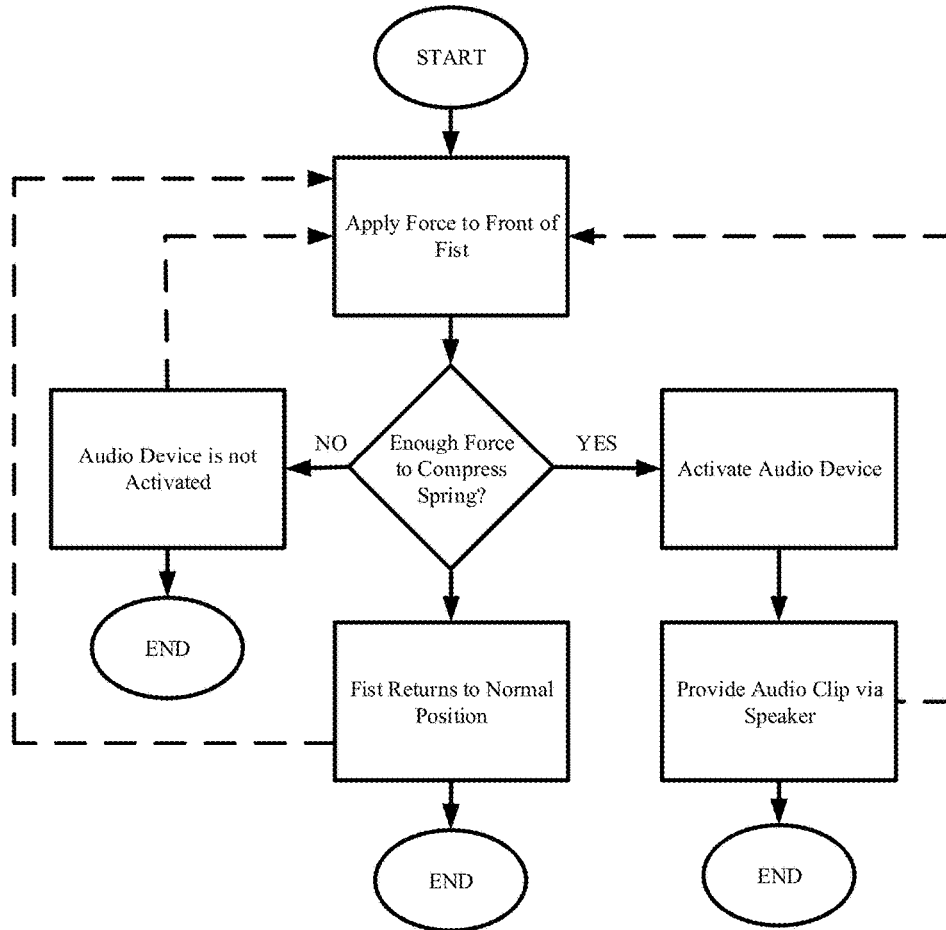 START
Apply Force to Front of
Fist
NO
Enough Force
to Compress
Spring?
YES
Audio Device is not
Activated
Activate Audio Device
END
Fist Returns to Normal
Position
Provide Audio Clip via
Speaker
END
END